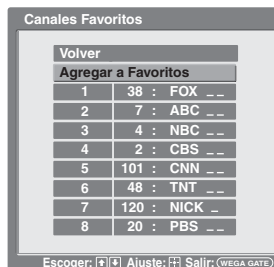 Canales Favoritos
Volver
Agregar a Favoritos
1 38 : FOX _ _
2 7 : ABC _ _
3 4 : NBC _ _
4 2 : CBS _ _
5 101 : CNN _ _
6 48 : TNT _ _
7 120 : NICK _
8 20 : PBS _ _
Escoger: ↑ ↓ Ajuste: + Salir: WEGA GATE